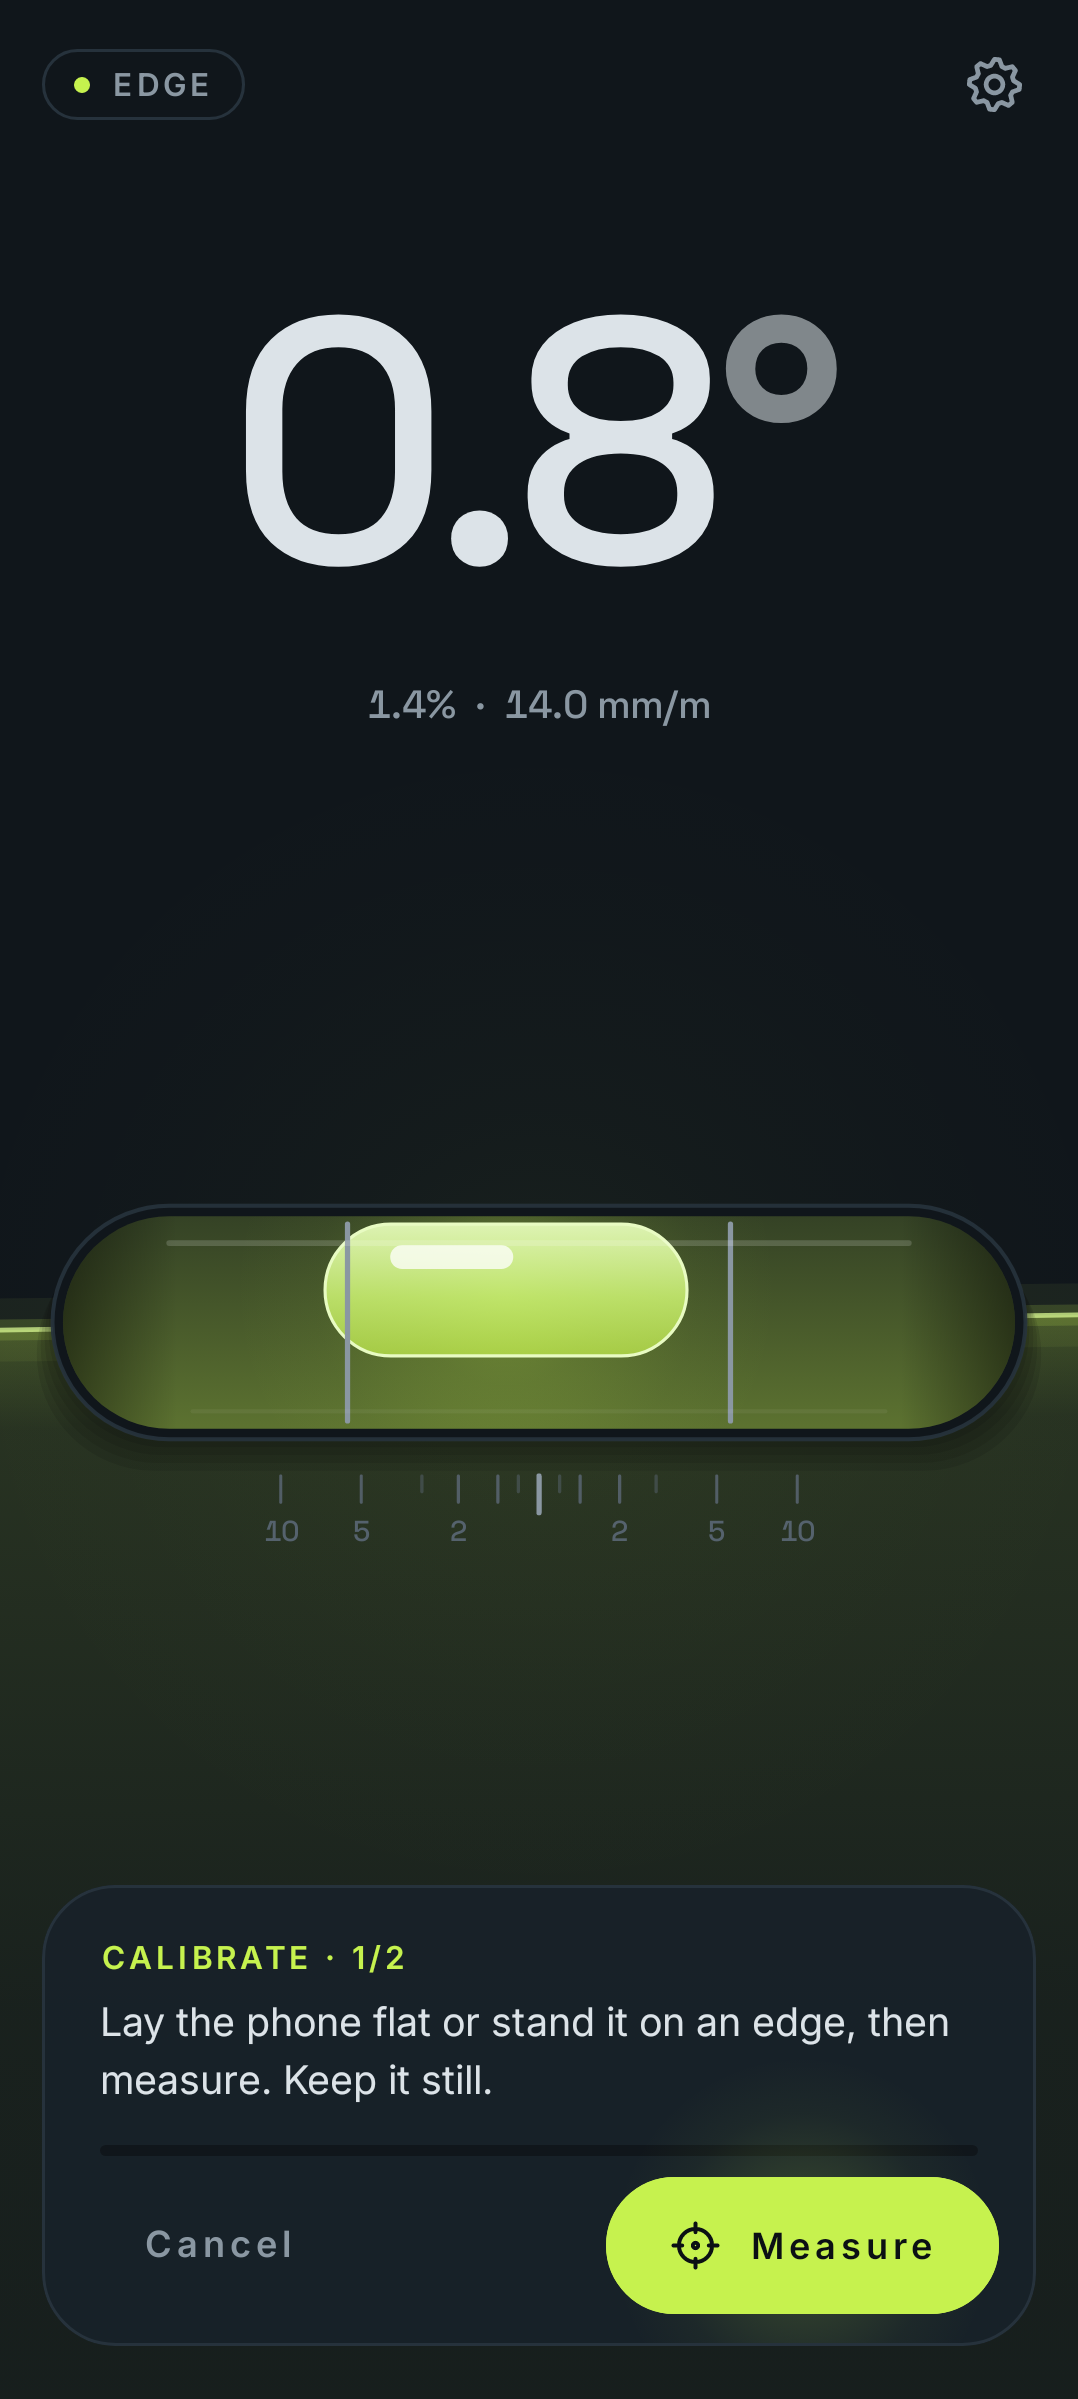 EDGE
0.8°
1.4% · 14.0 mm/m
10 5 2 2 5 10
CALIBRATE · 1/2
Lay the phone flat or stand it on an edge, then
measure. Keep it still.
Cancel
Measure